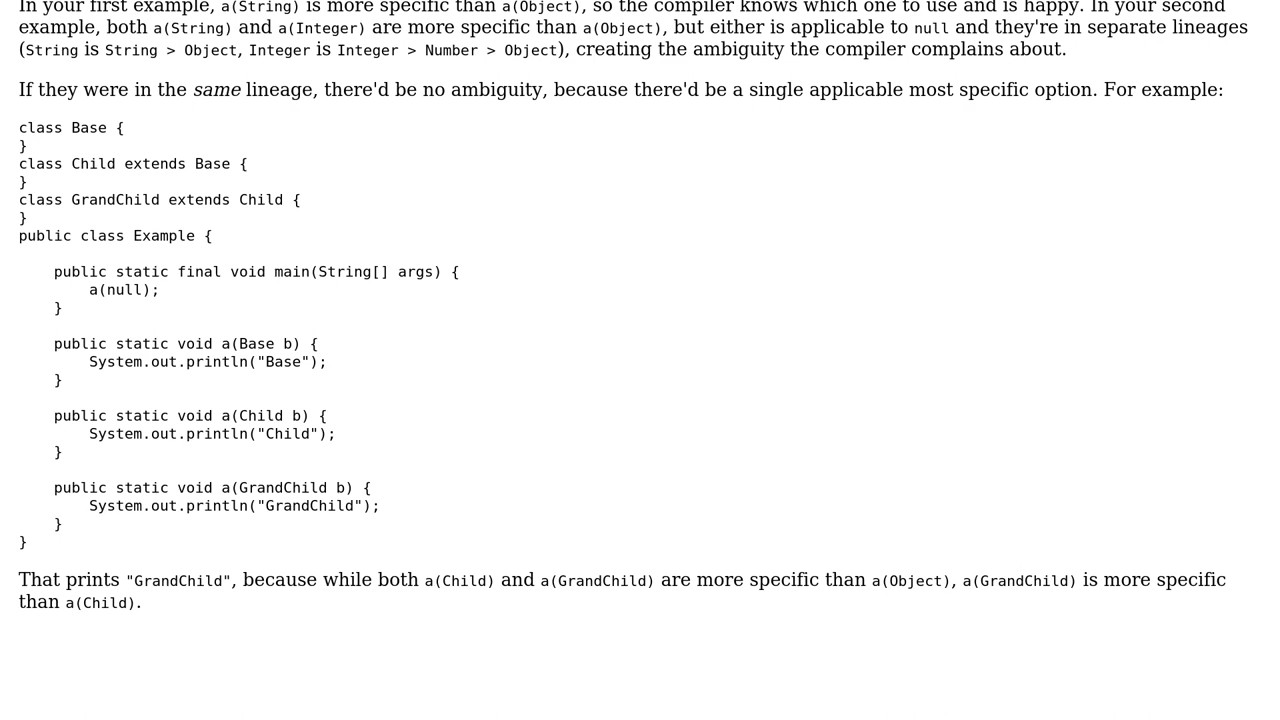 In your first example, a(String) is more specific than a(Object), so the compiler knows which one to use and is happy. In your second
example, both a(String) and a(Integer) are more specific than a(Object), but either is applicable to null and they're in separate lineages
(String is String > Object, Integer is Integer > Number > Object), creating the ambiguity the compiler complains about.
If they were in the same lineage, there'd be no ambiguity, because there'd be a single applicable most specific option. For example:
class Base {
}
class Child extends Base {
}
class GrandChild extends Child {
}
public class Example {
    public static final void main(String[] args) {
        a(null);
    }
    public static void a(Base b) {
        System.out.println("Base");
    }
    public static void a(Child b) {
        System.out.println("Child");
    }
    public static void a(GrandChild b) {
        System.out.println("GrandChild");
    }
}
That prints "GrandChild", because while both a(Child) and a(GrandChild) are more specific than a(Object), a(GrandChild) is more specific
than a(Child).